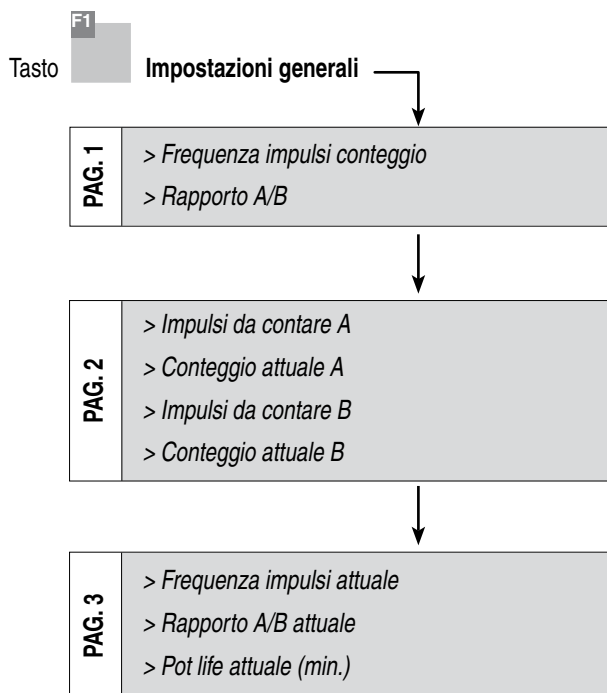 F1
Tasto Impostazioni generali
PAG. 1
> Frequenza impulsi conteggio
> Rapporto A/B
PAG. 2
> Impulsi da contare A
> Conteggio attuale A
> Impulsi da contare B
> Conteggio attuale B
PAG. 3
> Frequenza impulsi attuale
> Rapporto A/B attuale
> Pot life attuale (min.)